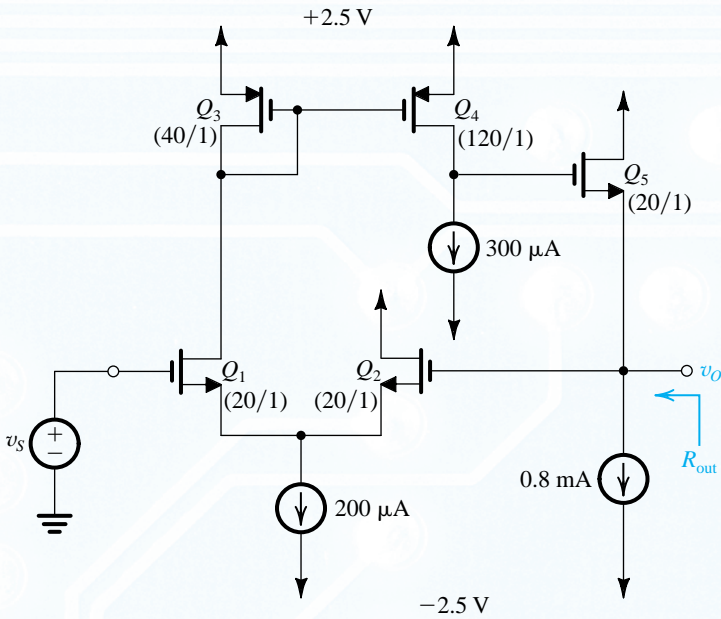 +2.5 V
Q3
(40/1)
Q4
(120/1)
Q5
(20/1)
300 μA
Q1
(20/1)
Q2
(20/1)
vO
vS
+
−
Rout
200 μA
0.8 mA
−2.5 V